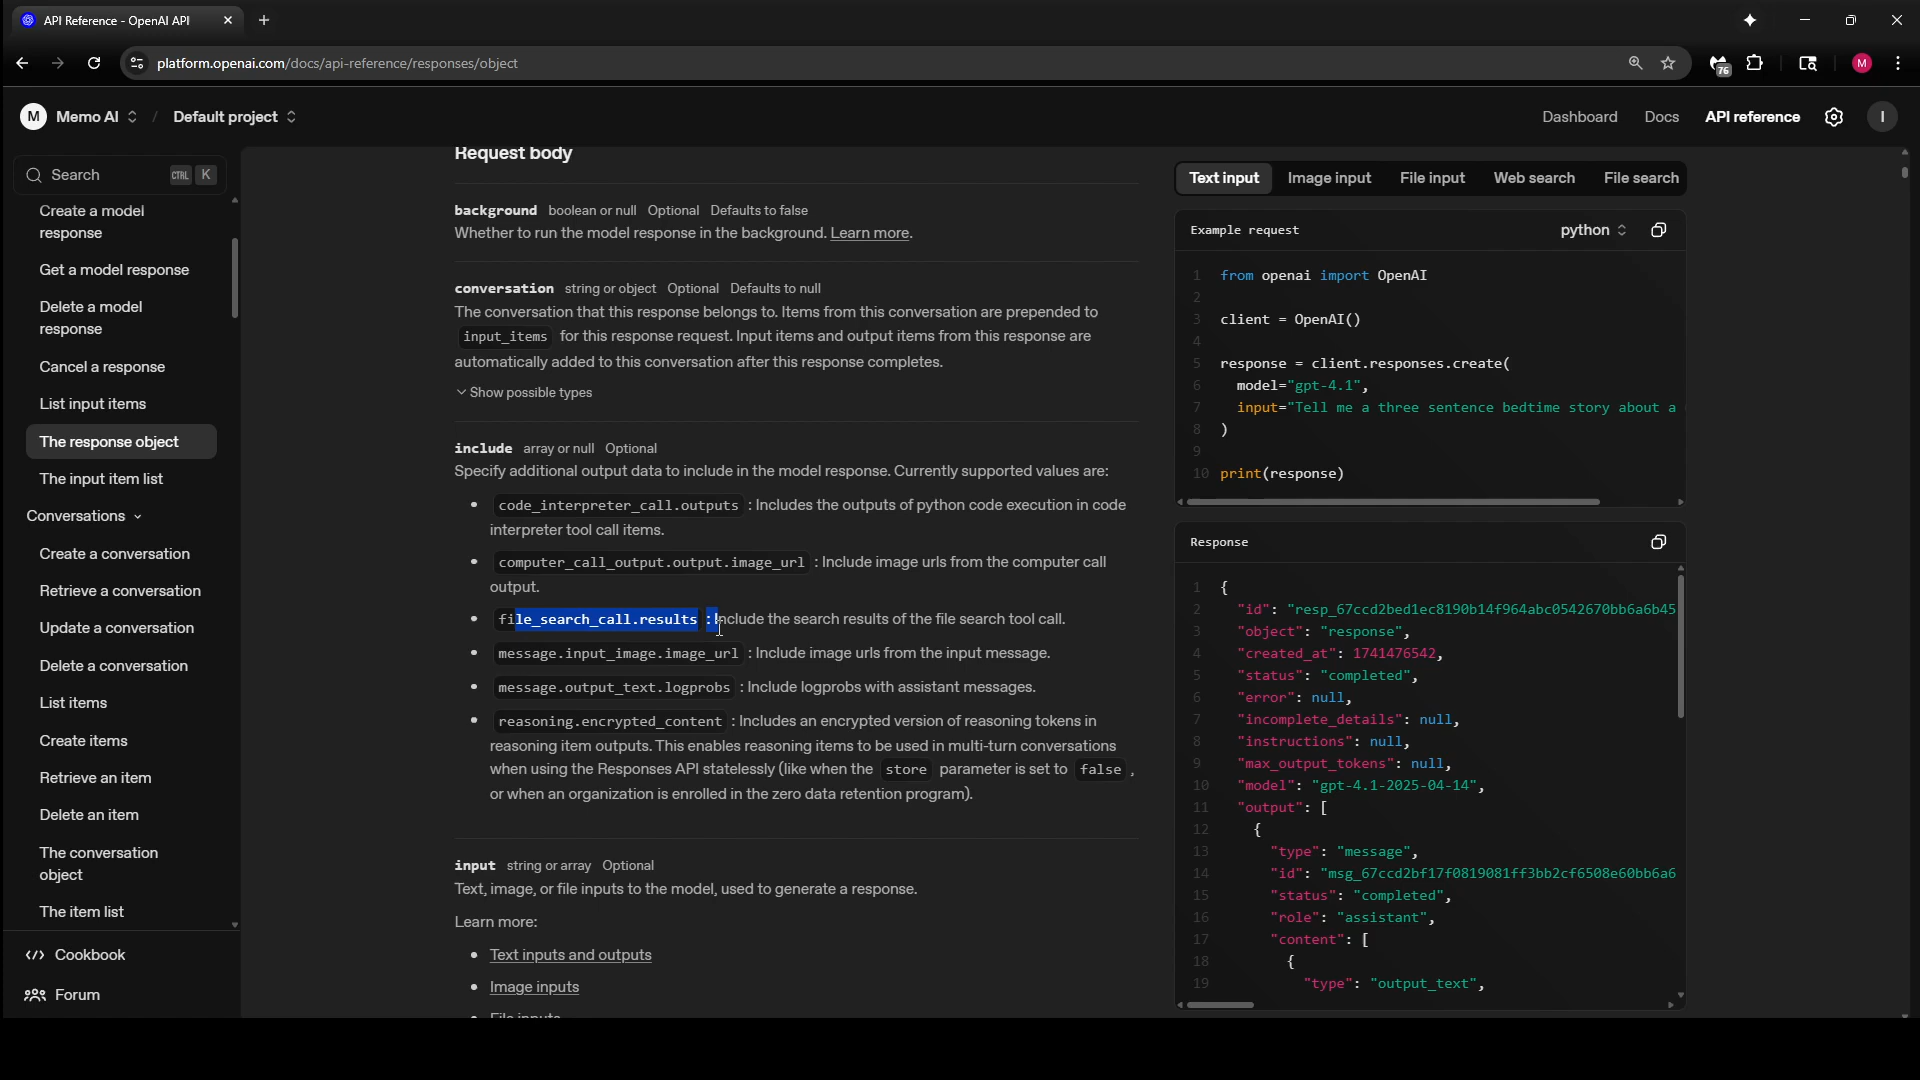 API Reference - OpenAI API
platform.openai.com/docs/api-reference/responses/object
76
M
M
Memo AI
/
Default project
Dashboard
Docs
API reference
I
Search
CTRL
K
Create a model
response
Get a model response
Delete a model
response
Cancel a response
List input items
The response object
The input item list
Conversations
Create a conversation
Retrieve a conversation
Update a conversation
Delete a conversation
List items
Create items
Retrieve an item
Delete an item
The conversation
object
The item list
Cookbook
Forum
Request body
background boolean or null Optional Defaults to false
Whether to run the model response in the background. Learn more.
conversation string or object Optional Defaults to null
The conversation that this response belongs to. Items from this conversation are prepended to
input_items for this response request. Input items and output items from this response are
automatically added to this conversation after this response completes.
Show possible types
include array or null Optional
Specify additional output data to include in the model response. Currently supported values are:
• code_interpreter_call.outputs : Includes the outputs of python code execution in code
interpreter tool call items.
• computer_call_output.output.image_url : Include image urls from the computer call
output.
• file_search_call.results : Include the search results of the file search tool call.
• message.input_image.image_url : Include image urls from the input message.
• message.output_text.logprobs : Include logprobs with assistant messages.
• reasoning.encrypted_content : Includes an encrypted version of reasoning tokens in
reasoning item outputs. This enables reasoning items to be used in multi-turn conversations
when using the Responses API statelessly (like when the store parameter is set to false ,
or when an organization is enrolled in the zero data retention program).
input string or array Optional
Text, image, or file inputs to the model, used to generate a response.
Learn more:
• Text inputs and outputs
• Image inputs
• File inputs
Text input
Image input
File input
Web search
File search
Example request
python
1 from openai import OpenAI
2
3 client = OpenAI()
4
5 response = client.responses.create(
6 model="gpt-4.1",
7 input="Tell me a three sentence bedtime story about a
8 )
9
10 print(response)
Response
1 {
2 "id": "resp_67ccd2bed1ec8190b14f964abc0542670bb6a6b45
3 "object": "response",
4 "created_at": 1741476542,
5 "status": "completed",
6 "error": null,
7 "incomplete_details": null,
8 "instructions": null,
9 "max_output_tokens": null,
10 "model": "gpt-4.1-2025-04-14",
11 "output": [
12 {
13 "type": "message",
14 "id": "msg_67ccd2bf17f0819081ff3bb2cf6508e60bb6a6
15 "status": "completed",
16 "role": "assistant",
17 "content": [
18 {
19 "type": "output_text",